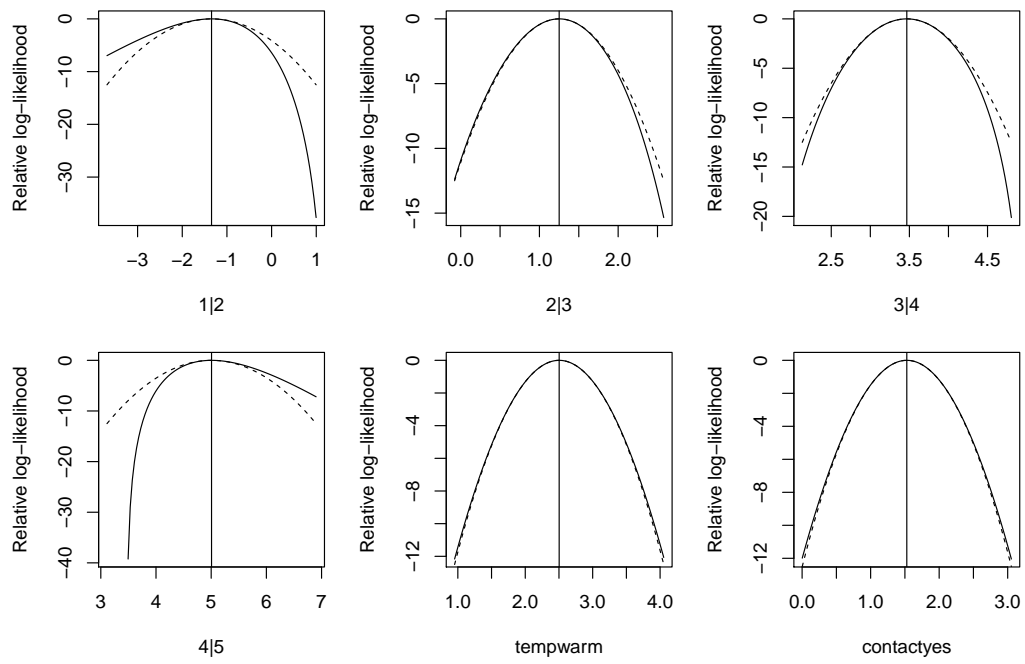 Relative log−likelihood
0
−10
−20
−30
−3 −2 −1 0 1
1|2
Relative log−likelihood
0
−5
−10
−15
0.0 1.0 2.0
2|3
Relative log−likelihood
0
−5
−10
−15
−20
2.5 3.5 4.5
3|4
Relative log−likelihood
0
−10
−20
−30
−40
3 4 5 6 7
4|5
Relative log−likelihood
0
−4
−8
−12
1.0 2.0 3.0 4.0
tempwarm
Relative log−likelihood
0
−4
−8
−12
0.0 1.0 2.0 3.0
contactyes